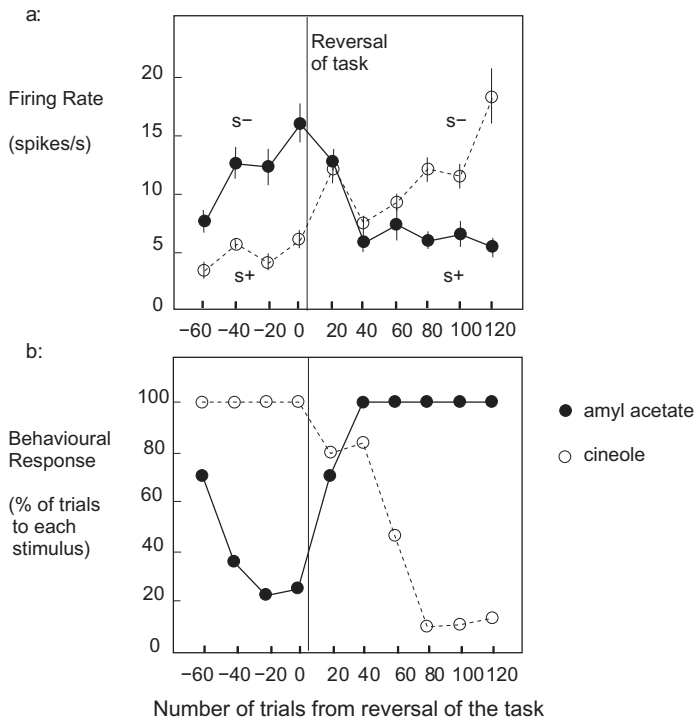 a:
Reversal
of task
Firing Rate
(spikes/s)
20
15
10
5
0
s−
s−
s+
s+
−60 −40 −20 0 20 40 60 80 100 120
b:
Behavioural
Response
(% of trials
to each
stimulus)
100
80
60
40
20
0
amyl acetate
cineole
−60 −40 −20 0 20 40 60 80 100 120
Number of trials from reversal of the task